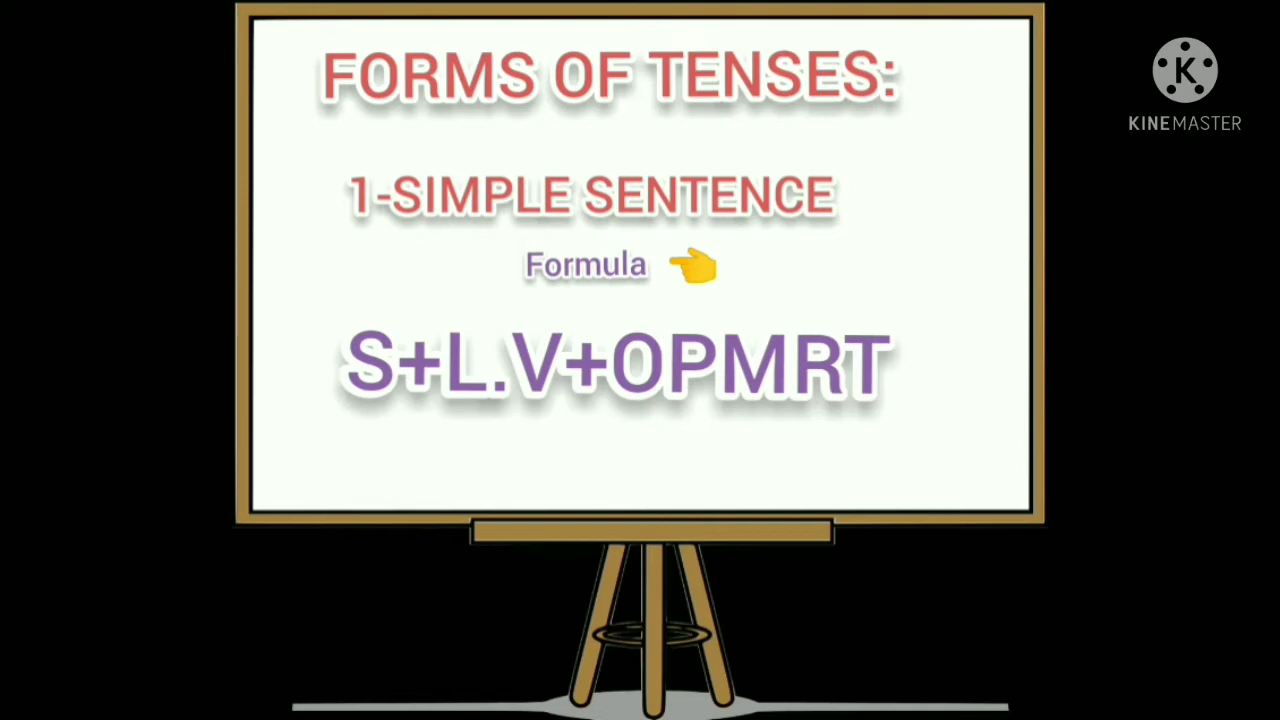 FORMS OF TENSES:
1-SIMPLE SENTENCE
Formula
S+L.V+OPMRT
KINEMASTER